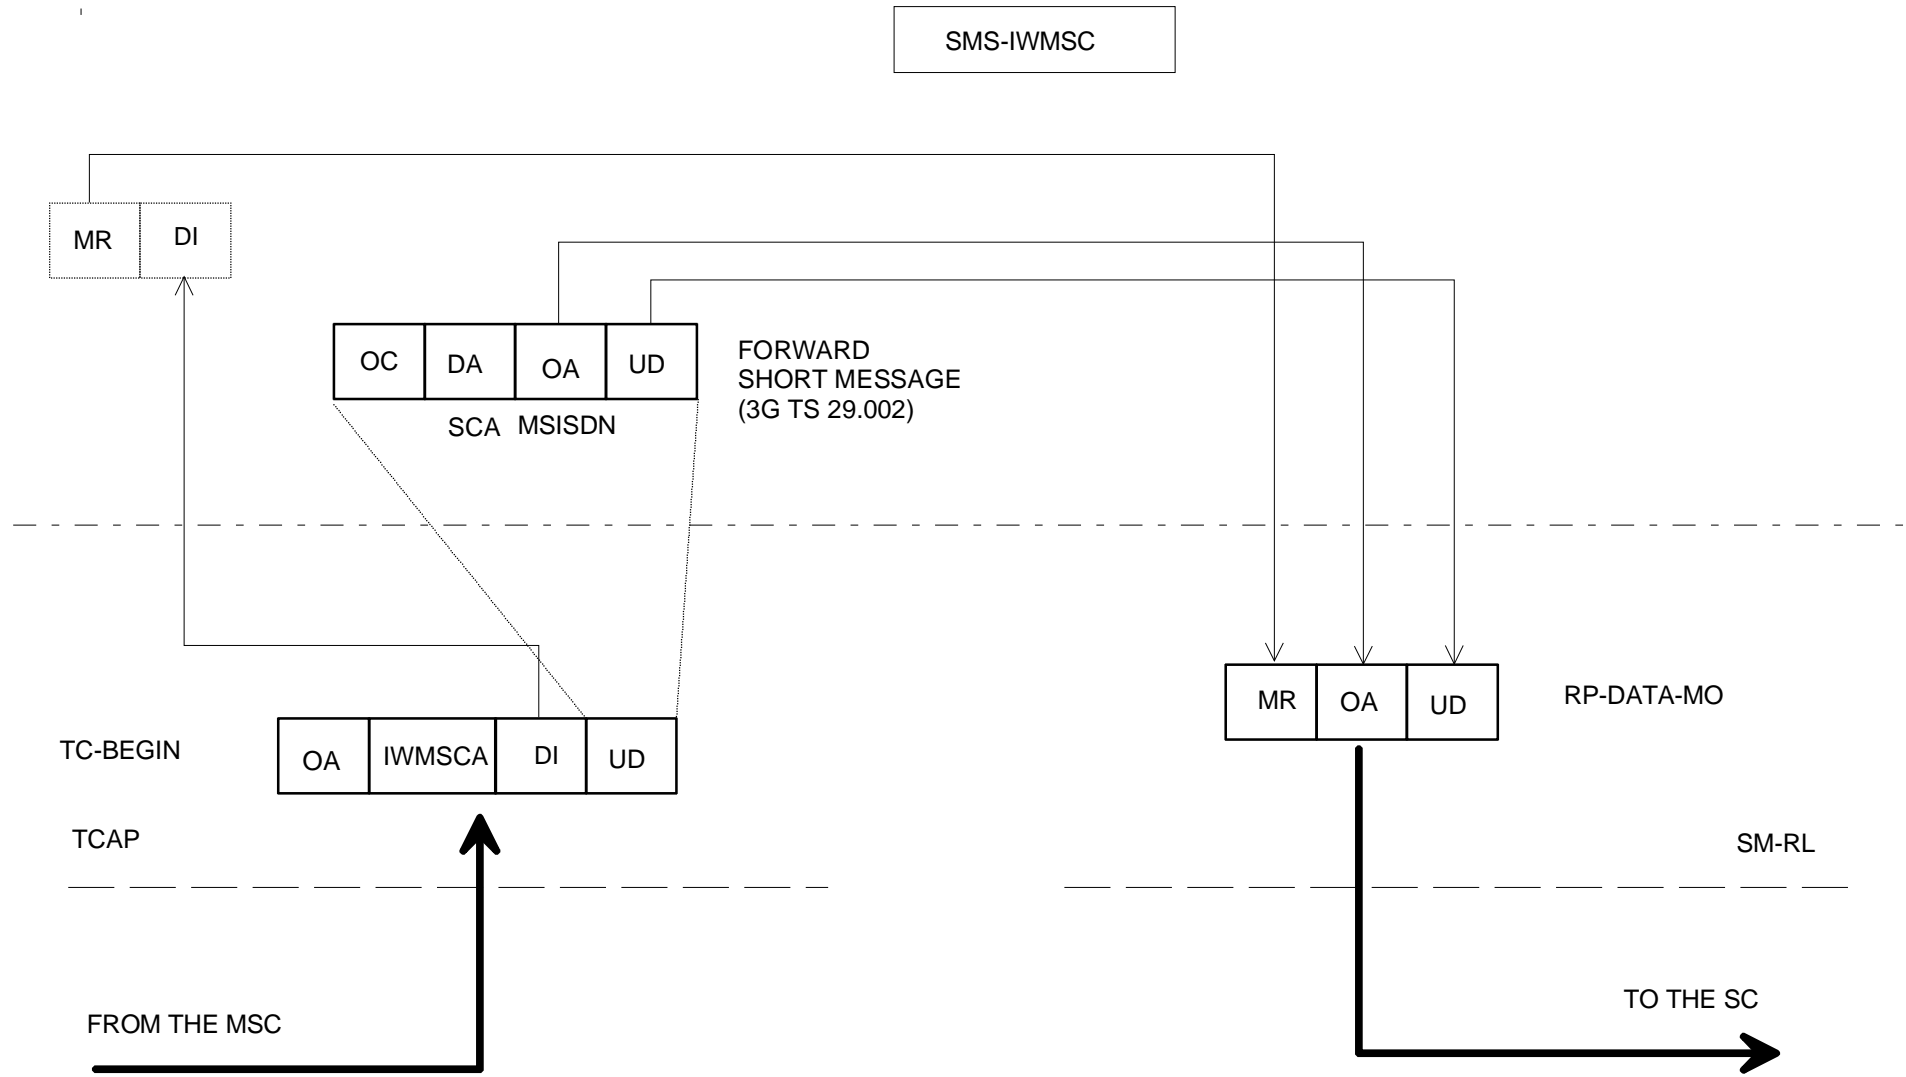 SMS-IWMSC
MR DI
OC DA OA UD
SCA MSISDN
FORWARD
SHORT MESSAGE
(3G TS 29.002)
MR OA UD
RP-DATA-MO
TC-BEGIN
OA IWMSCA DI UD
TCAP
SM-RL
FROM THE MSC
TO THE SC